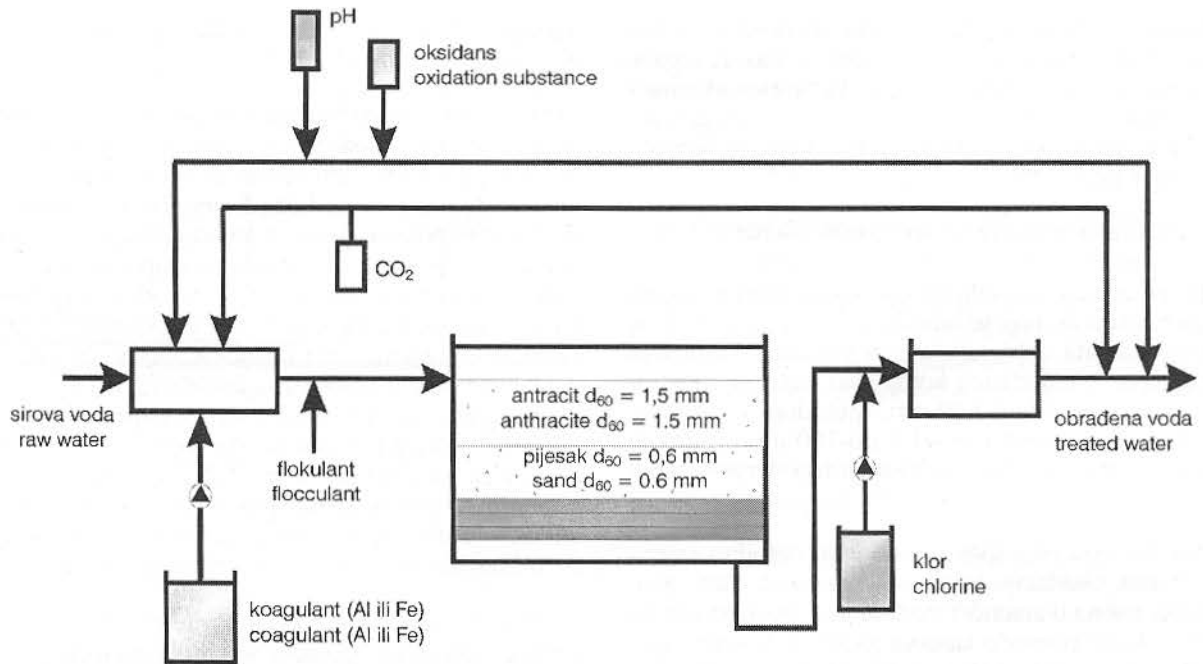 pH
oksidans
oxidation substance
CO₂
sirova voda
raw water
flokulant
flocculant
antracit d₆₀ = 1,5 mm
anthracite d₆₀ = 1.5 mm
pijesak d₆₀ = 0,6 mm
sand d₆₀ = 0.6 mm
obrađena voda
treated water
klor
chlorine
koagulant (Al ili Fe)
coagulant (Al ili Fe)